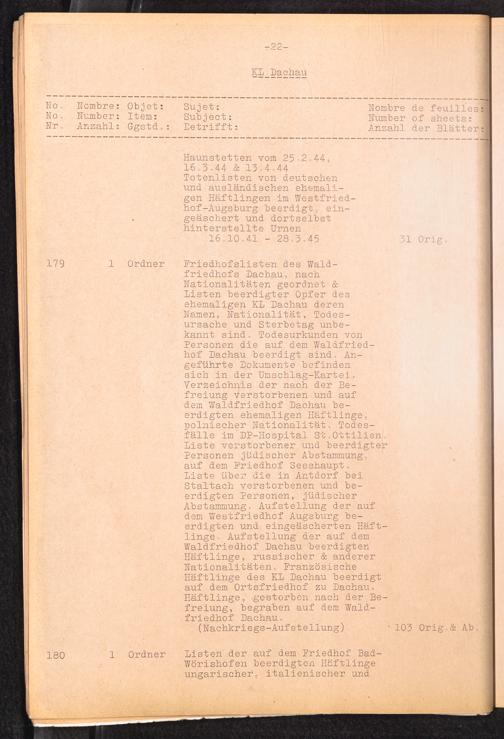 -22-
KL Dachau
No. Nombre: Objet: Sujet: Nombre de feuilles:
No. Number: Item: Subject: Number of sheets:
Nr. Anzahl: Ggstd.: Betrifft: Anzahl der Blätter:
Haunstetten vom 25.2.44,
16.3.44 & 13.4.44
Totenlisten von deutschen
und ausländischen ehemali-
gen Häftlingen im Westfried-
hof-Augsburg beerdigt, ein-
geäschert und dortselbst
hinterstellte Urnen
16.10.41 - 28.3.45 31 Orig.
179 1 Ordner Friedhofslisten des Wald-
friedhofs Dachau, nach
Nationalitäten geordnet &
Listen beerdigter Opfer des
ehemaligen KL Dachau deren
Namen, Nationalität, Todes-
ursache und Sterbetag unbe-
kannt sind. Todesurkunden von
Personen die auf dem Waldfried-
hof Dachau beerdigt sind. An-
geführte Dokumente befinden
sich in der Umschlag-Kartei.
Verzeichnis der nach der Be-
freiung verstorbenen und auf
dem Waldfriedhof Dachau be-
erdigten ehemaligen Häftlinge,
polnischer Nationalität. Todes-
fälle im DP-Hospital St.Ottilien.
Liste verstorbener und beerdigter
Personen jüdischer Abstammung,
auf dem Friedhof Seeshaupt.
Liste über die in Antdorf bei
Staltach verstorbenen und be-
erdigten Personen, jüdischer
Abstammung. Aufstellung der auf
dem Westfriedhof Augsburg be-
erdigten und eingeäscherten Häft-
linge. Aufstellung der auf dem
Waldfriedhof Dachau beerdigten
Häftlinge, russischer & anderer
Nationalitäten. Französische
Häftlinge des KL Dachau beerdigt
auf dem Ortsfriedhof zu Dachau.
Häftlinge, gestorben nach der Be-
freiung, begraben auf dem Wald-
friedhof Dachau.
(Nachkriegs-Aufstellung) 103 Orig.& Ab.
180 1 Ordner Listen der auf dem Friedhof Bad-
Wörishofen beerdigten Häftlinge
ungarischer, italienischer und